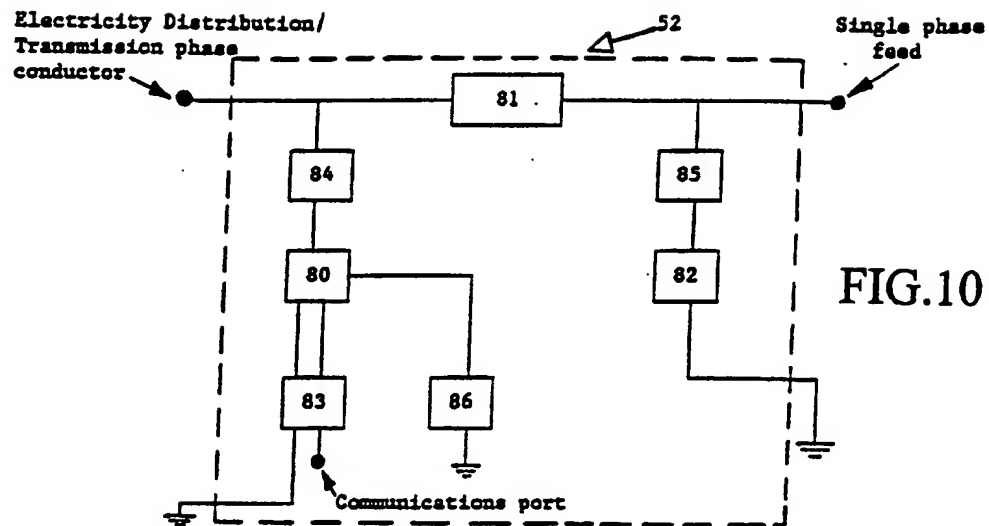 Electricity Distribution/
Transmission phase
conductor
52
Single phase
feed
81
84
85
80
82
FIG.10
83
86
Communications port